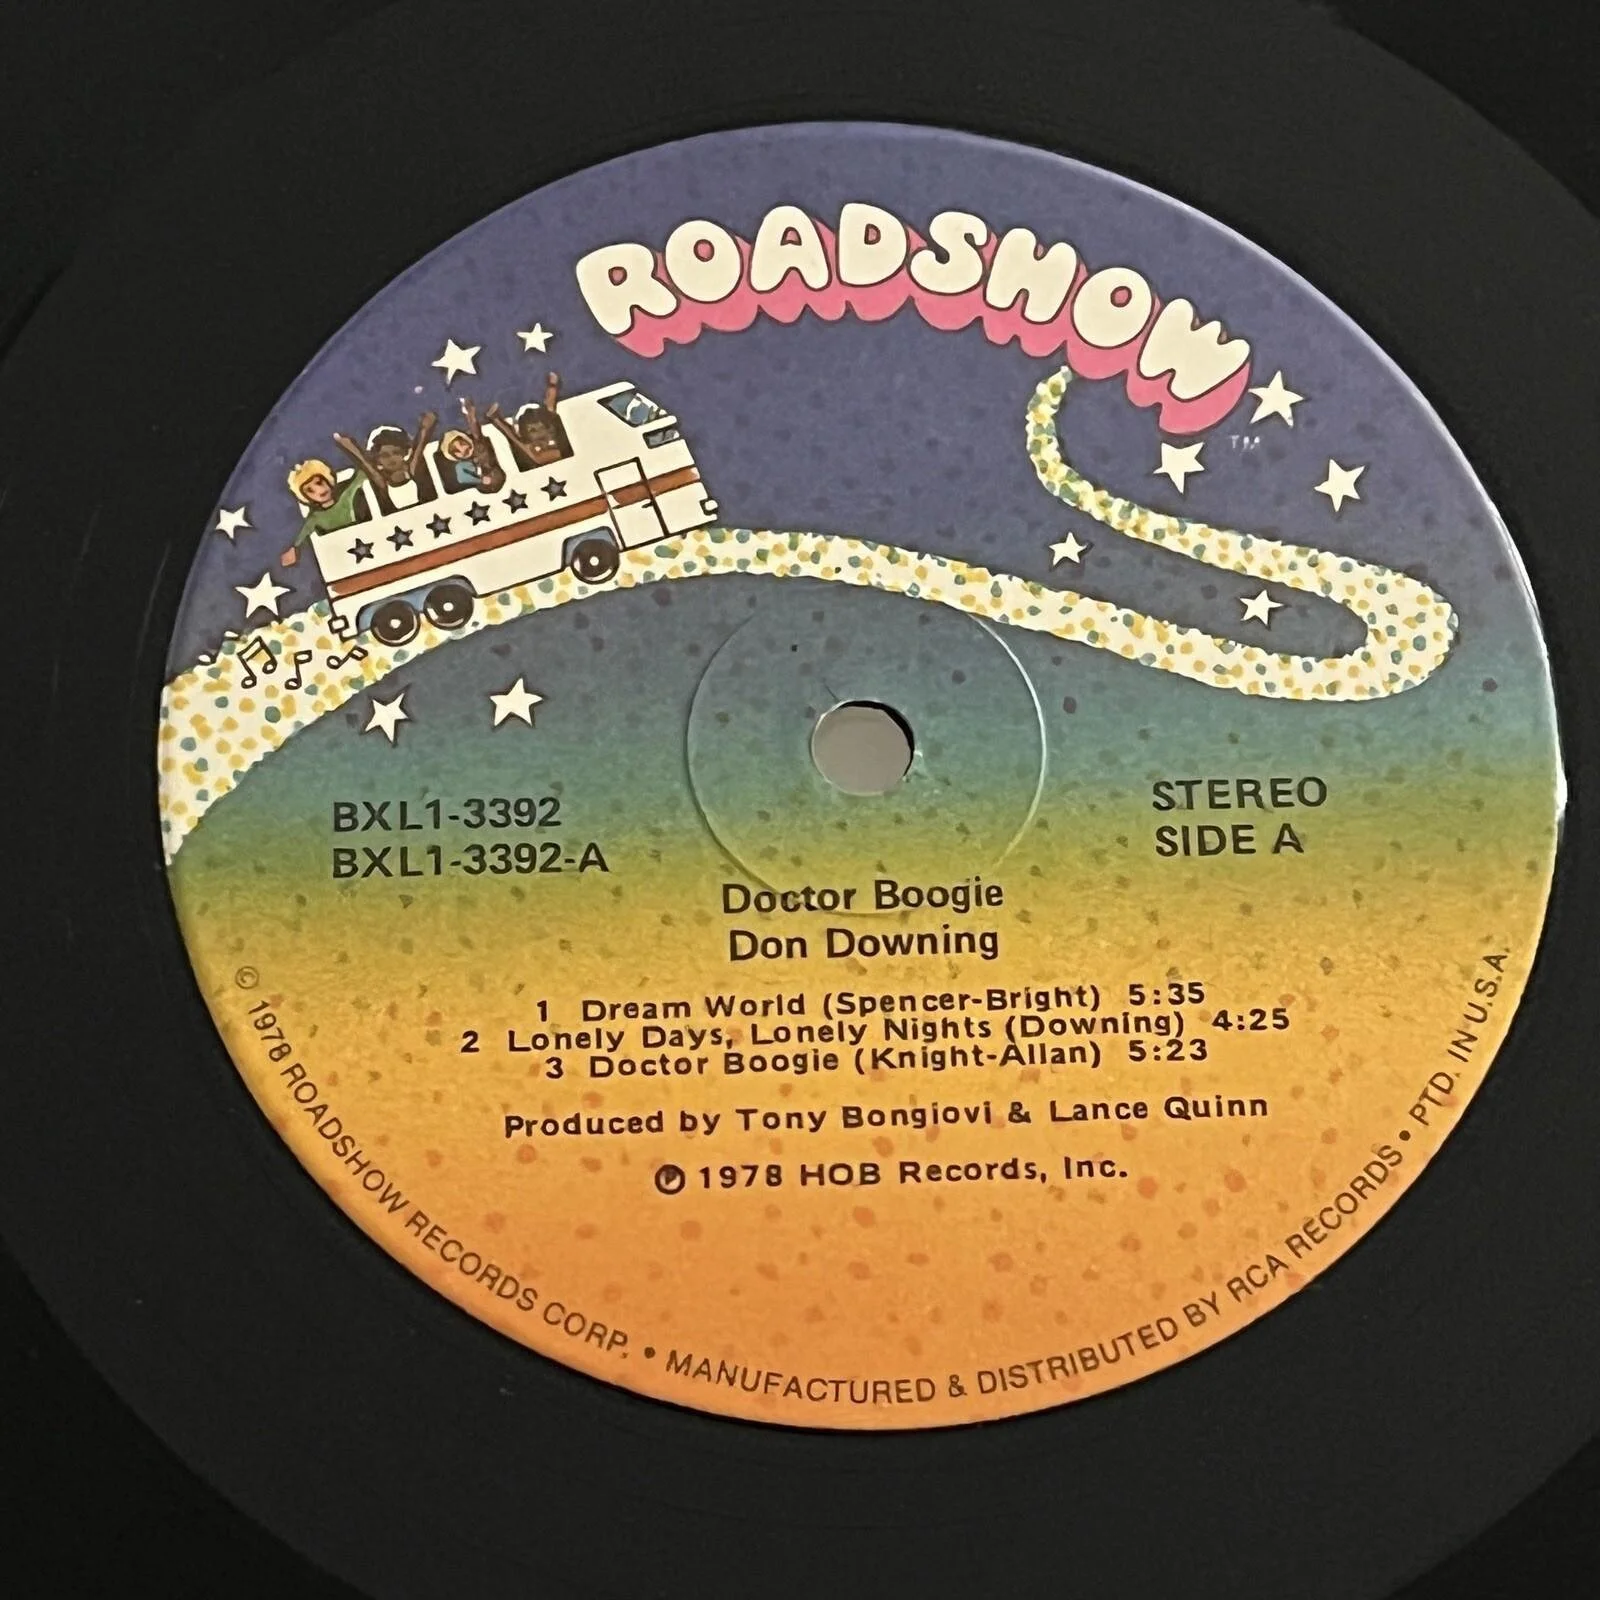 ROADSHOW
TM
BXL1-3392
BXL1-3392-A
STEREO
SIDE A
Doctor Boogie
Don Downing
1 Dream World (Spencer-Bright) 5:35
2 Lonely Days, Lonely Nights (Downing) 4:25
3 Doctor Boogie (Knight-Allan) 5:23
Produced by Tony Bongiovi & Lance Quinn
℗ 1978 HOB Records, Inc.
© 1978 ROADSHOW RECORDS CORP. • MANUFACTURED & DISTRIBUTED BY RCA RECORDS • PTD. IN U.S.A.